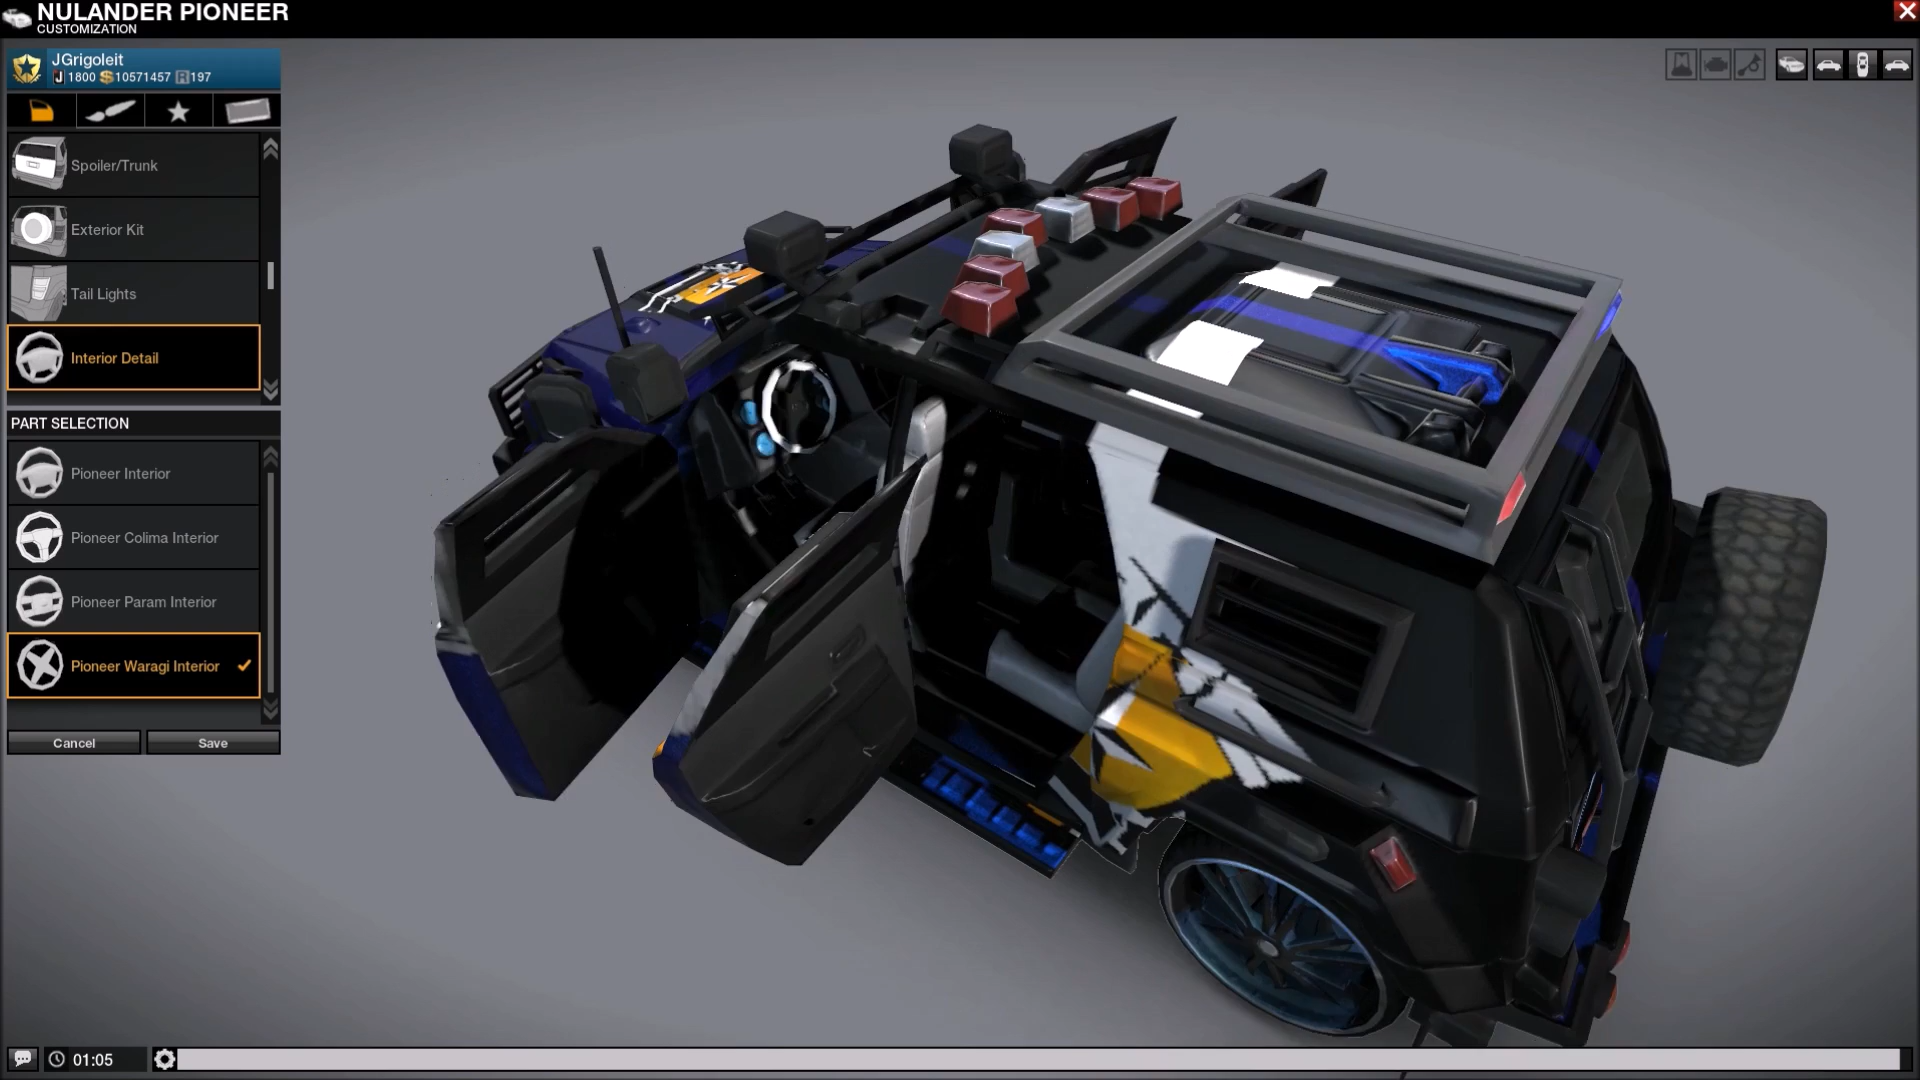 NULANDER PIONEER
CUSTOMIZATION
JGrigoleit
J 1800 $10571457 R 197
Spoiler/Trunk
Exterior Kit
Tail Lights
Interior Detail
PART SELECTION
Pioneer Interior
Pioneer Colima Interior
Pioneer Param Interior
Pioneer Waragi Interior
Cancel
Save
01:05